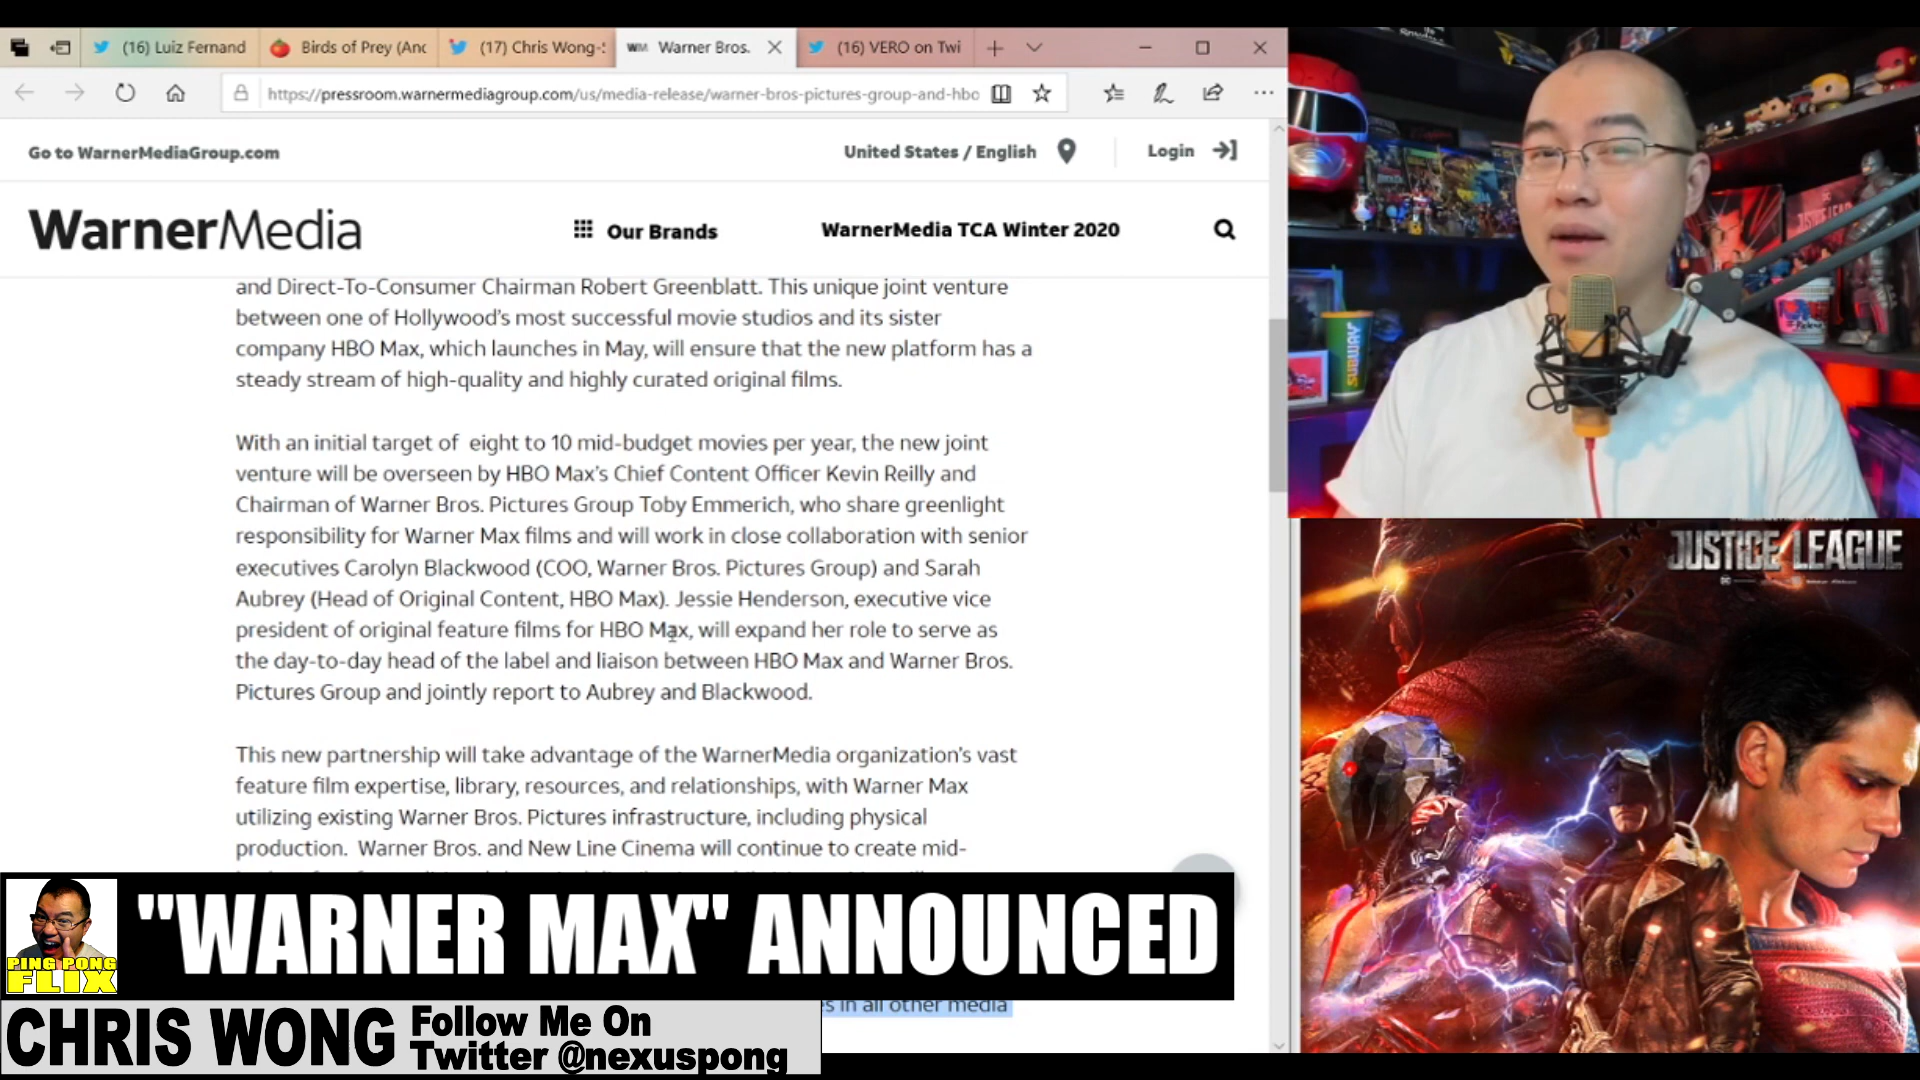 (16) Luiz Fernand
Birds of Prey (Anc
(17) Chris Wong-S
WM Warner Bros.
(16) VERO on Twi
https://pressroom.warnermediagroup.com/us/media-release/warner-bros-pictures-group-and-hbo
Go to WarnerMediaGroup.com
United States / English
Login
WarnerMedia
Our Brands
WarnerMedia TCA Winter 2020
and Direct-To-Consumer Chairman Robert Greenblatt. This unique joint venture
between one of Hollywood's most successful movie studios and its sister
company HBO Max, which launches in May, will ensure that the new platform has a
steady stream of high-quality and highly curated original films.
With an initial target of eight to 10 mid-budget movies per year, the new joint
venture will be overseen by HBO Max's Chief Content Officer Kevin Reilly and
Chairman of Warner Bros. Pictures Group Toby Emmerich, who share greenlight
responsibility for Warner Max films and will work in close collaboration with senior
executives Carolyn Blackwood (COO, Warner Bros. Pictures Group) and Sarah
Aubrey (Head of Original Content, HBO Max). Jessie Henderson, executive vice
president of original feature films for HBO Max, will expand her role to serve as
the day-to-day head of the label and liaison between HBO Max and Warner Bros.
Pictures Group and jointly report to Aubrey and Blackwood.
This new partnership will take advantage of the WarnerMedia organization's vast
feature film expertise, library, resources, and relationships, with Warner Max
utilizing existing Warner Bros. Pictures infrastructure, including physical
production. Warner Bros. and New Line Cinema will continue to create mid-
in all other media
SUBWAY
JUSTICE LEAGUE
PING PONG
FLIX
"WARNER MAX" ANNOUNCED
CHRIS WONG
Follow Me On
Twitter @nexuspong